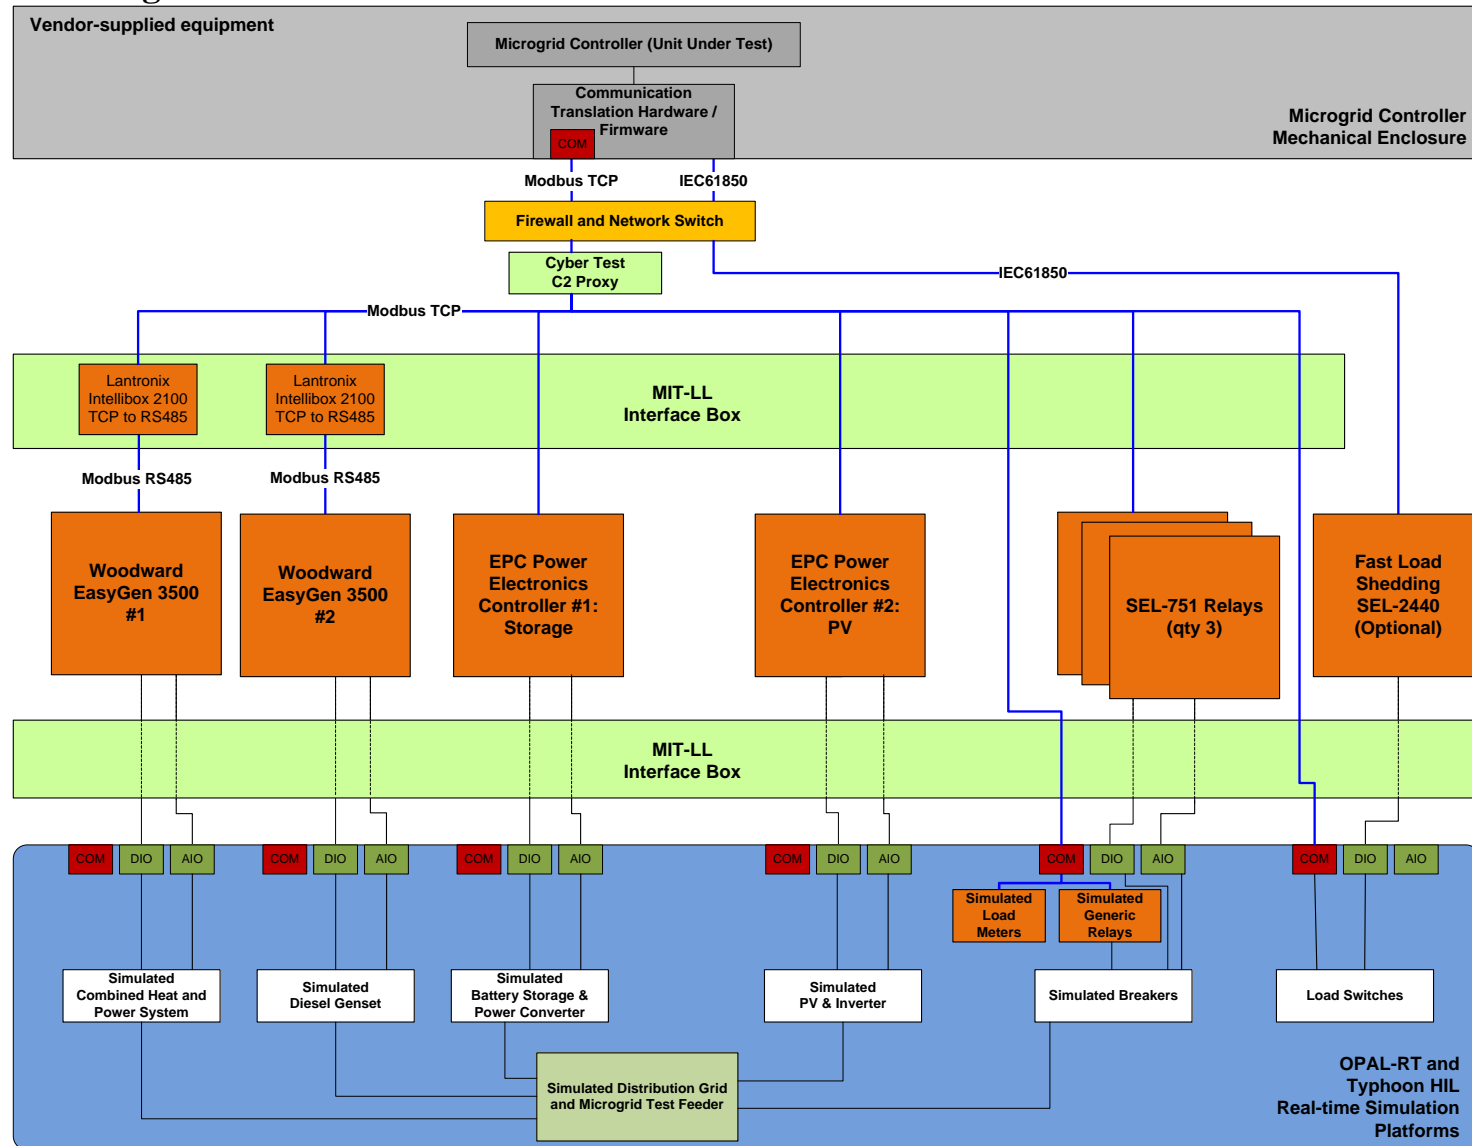 Vendor-supplied equipment
Microgrid Controller (Unit Under Test)
Communication
Translation Hardware /
Firmware
COM
Microgrid Controller
Mechanical Enclosure
Modbus TCP
IEC61850
Firewall and Network Switch
Cyber Test
C2 Proxy
IEC61850
Modbus TCP
Lantronix
Intellibox 2100
TCP to RS485
Lantronix
Intellibox 2100
TCP to RS485
MIT-LL
Interface Box
Modbus RS485
Modbus RS485
Woodward
EasyGen 3500
#1
Woodward
EasyGen 3500
#2
EPC Power
Electronics
Controller #1:
Storage
EPC Power
Electronics
Controller #2:
PV
SEL-751 Relays
(qty 3)
Fast Load
Shedding
SEL-2440
(Optional)
MIT-LL
Interface Box
COM DIO AIO
COM DIO AIO
COM DIO AIO
COM DIO AIO
COM DIO AIO
COM DIO AIO
Simulated
Load
Meters
Simulated
Generic
Relays
Simulated
Combined Heat and
Power System
Simulated
Diesel Genset
Simulated
Battery Storage &
Power Converter
Simulated
PV & Inverter
Simulated Breakers
Load Switches
Simulated Distribution Grid
and Microgrid Test Feeder
OPAL-RT and
Typhoon HIL
Real-time Simulation
Platforms